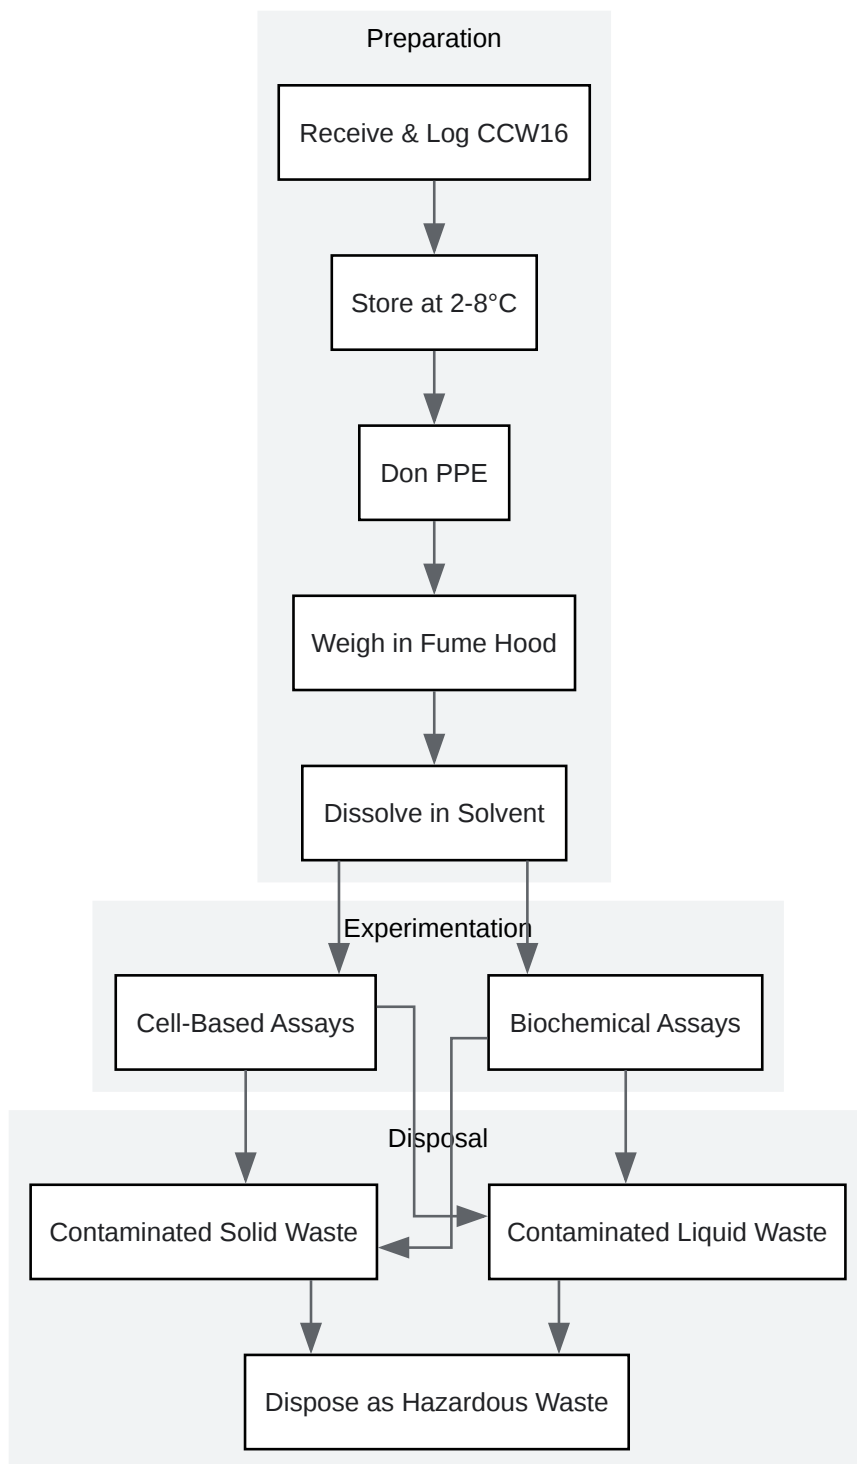 Preparation
Receive & Log CCW16
Store at 2-8°C
Don PPE
Weigh in Fume Hood
Dissolve in Solvent
Experimentation
Cell-Based Assays
Biochemical Assays
Disposal
Contaminated Solid Waste
Contaminated Liquid Waste
Dispose as Hazardous Waste